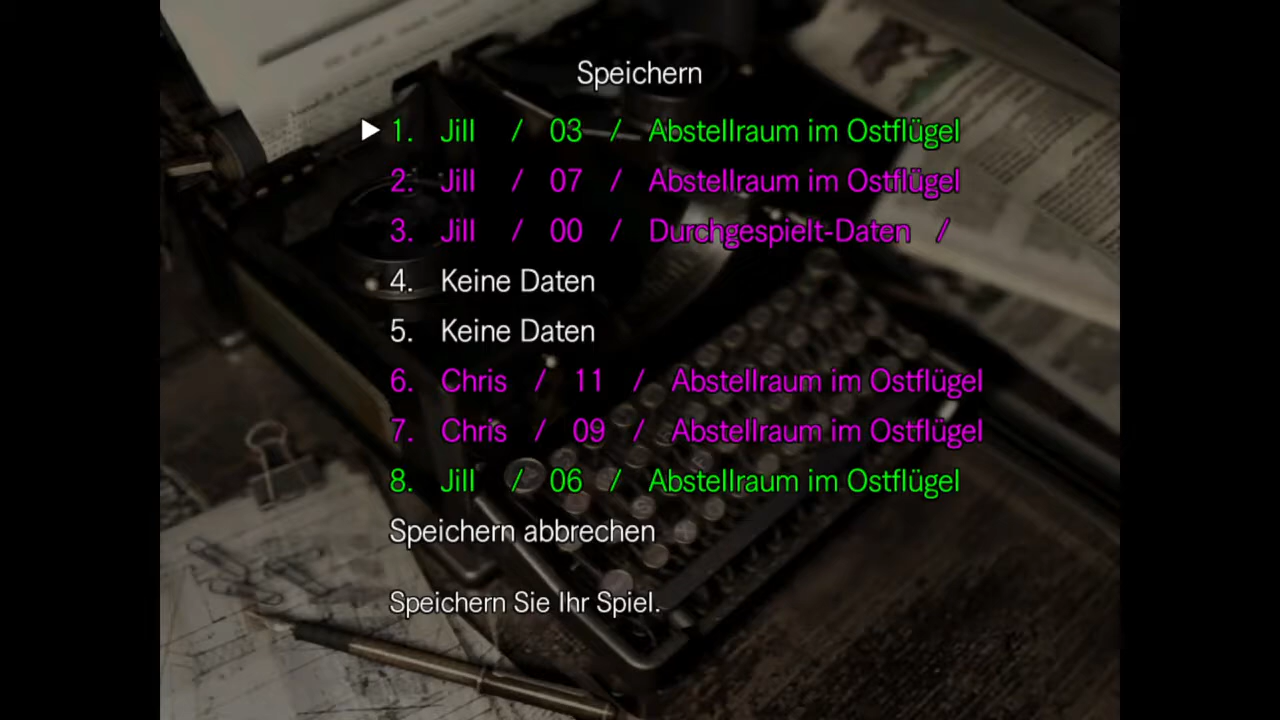 Speichern
1. Jill / 03 / Abstellraum im Ostflügel
2. Jill / 07 / Abstellraum im Ostflügel
3. Jill / 00 / Durchgespielt-Daten /
4. Keine Daten
5. Keine Daten
6. Chris / 11 / Abstellraum im Ostflügel
7. Chris / 09 / Abstellraum im Ostflügel
8. Jill / 06 / Abstellraum im Ostflügel
Speichern abbrechen
Speichern Sie Ihr Spiel.